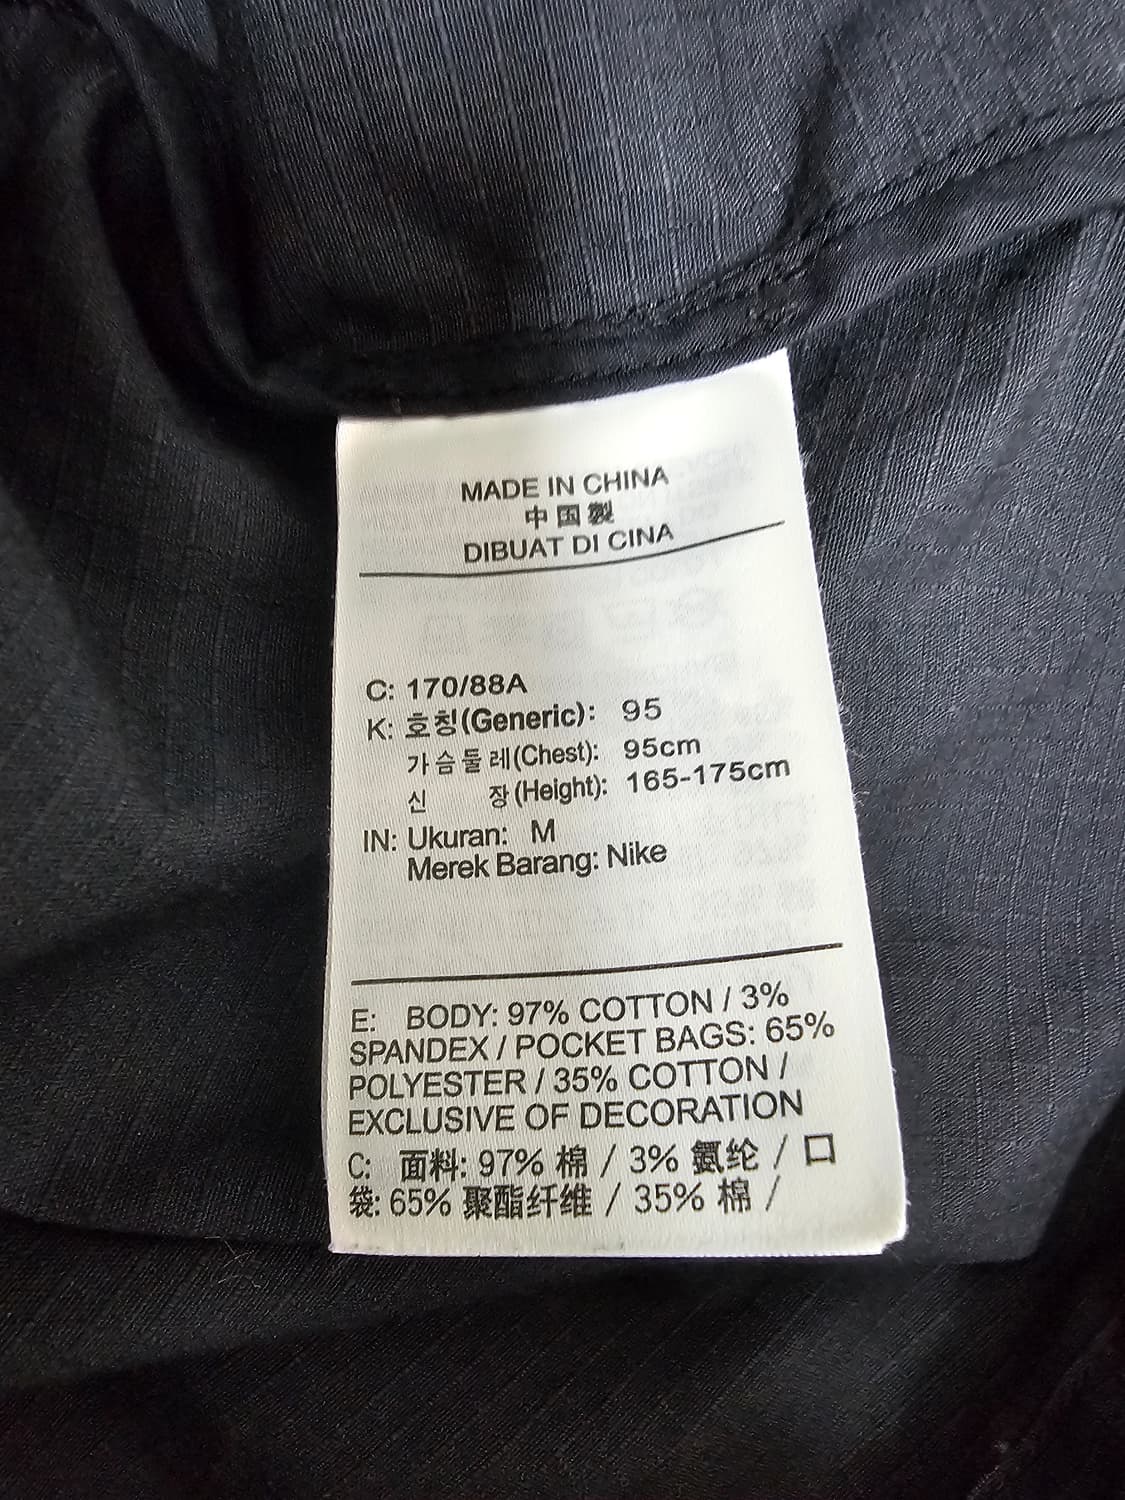 MADE IN CHINA
中国製
DIBUAT DI CINA
C: 170/88A
K: 호칭(Generic): 95
가슴둘레(Chest): 95cm
신 장(Height): 165-175cm
IN: Ukuran: M
Merek Barang: Nike
E: BODY: 97% COTTON / 3%
SPANDEX / POCKET BAGS: 65%
POLYESTER / 35% COTTON /
EXCLUSIVE OF DECORATION
C: 面料: 97% 棉 / 3% 氨纶 / 口
袋: 65% 聚酯纤维 / 35% 棉 /